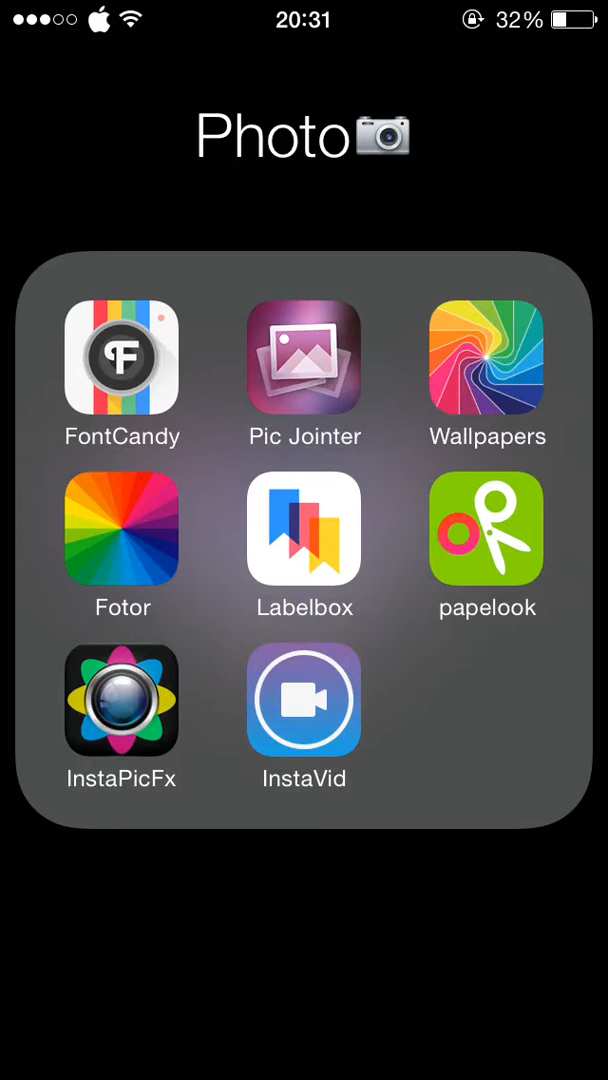 20:31
32%
Photo
FontCandy
Pic Jointer
Wallpapers
Fotor
Labelbox
papelook
InstaPicFx
InstaVid